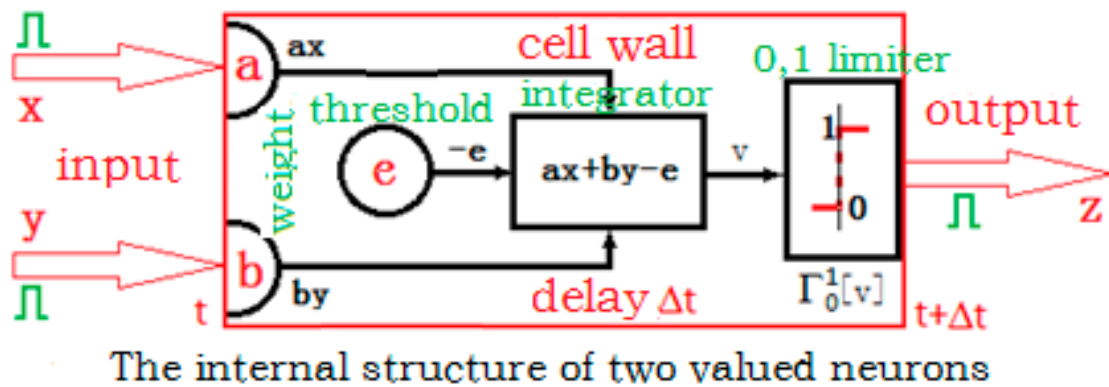 ax
cell wall
0,1 limiter
a
x
threshold
integrator
1
output
input
weight
e
-e
ax+by-e
v
0
z
y
b
by
delay Δt
Γ₀¹[v]
t
t+Δt
The internal structure of two valued neurons